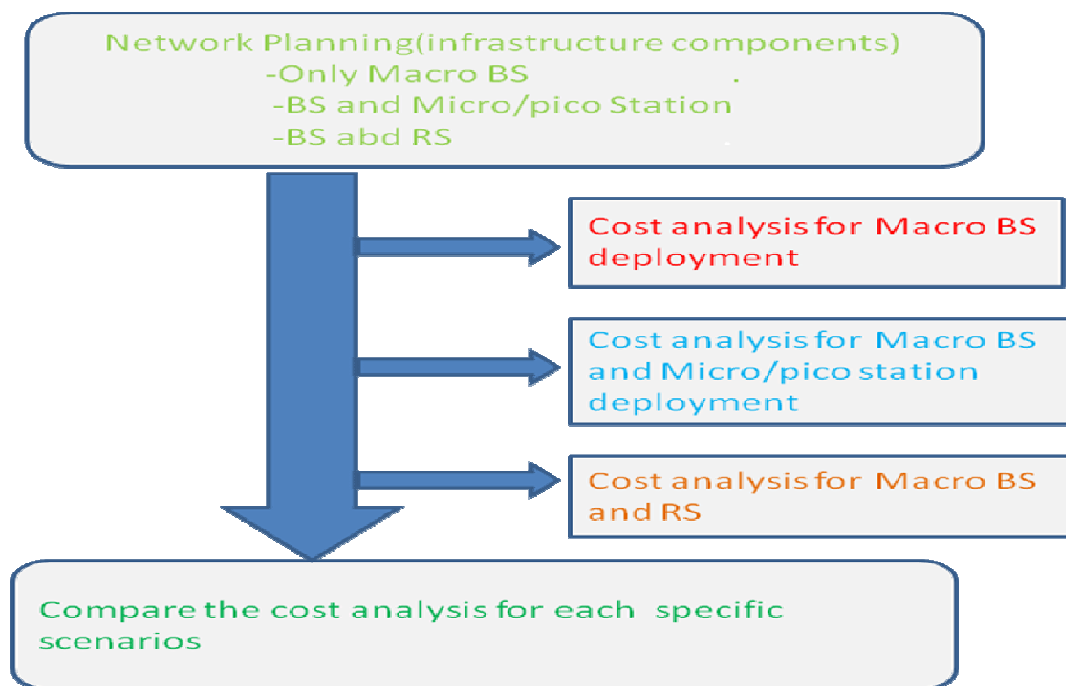 Network Planning(infrastructure components)
-Only Macro BS .
-BS and Micro/pico Station
-BS abd RS .
Cost analysis for Macro BS
deployment
Cost analysis for Macro BS
and Micro/pico station
deployment
Cost analysis for Macro BS
and RS
Compare the cost analysis for each specific
scenarios